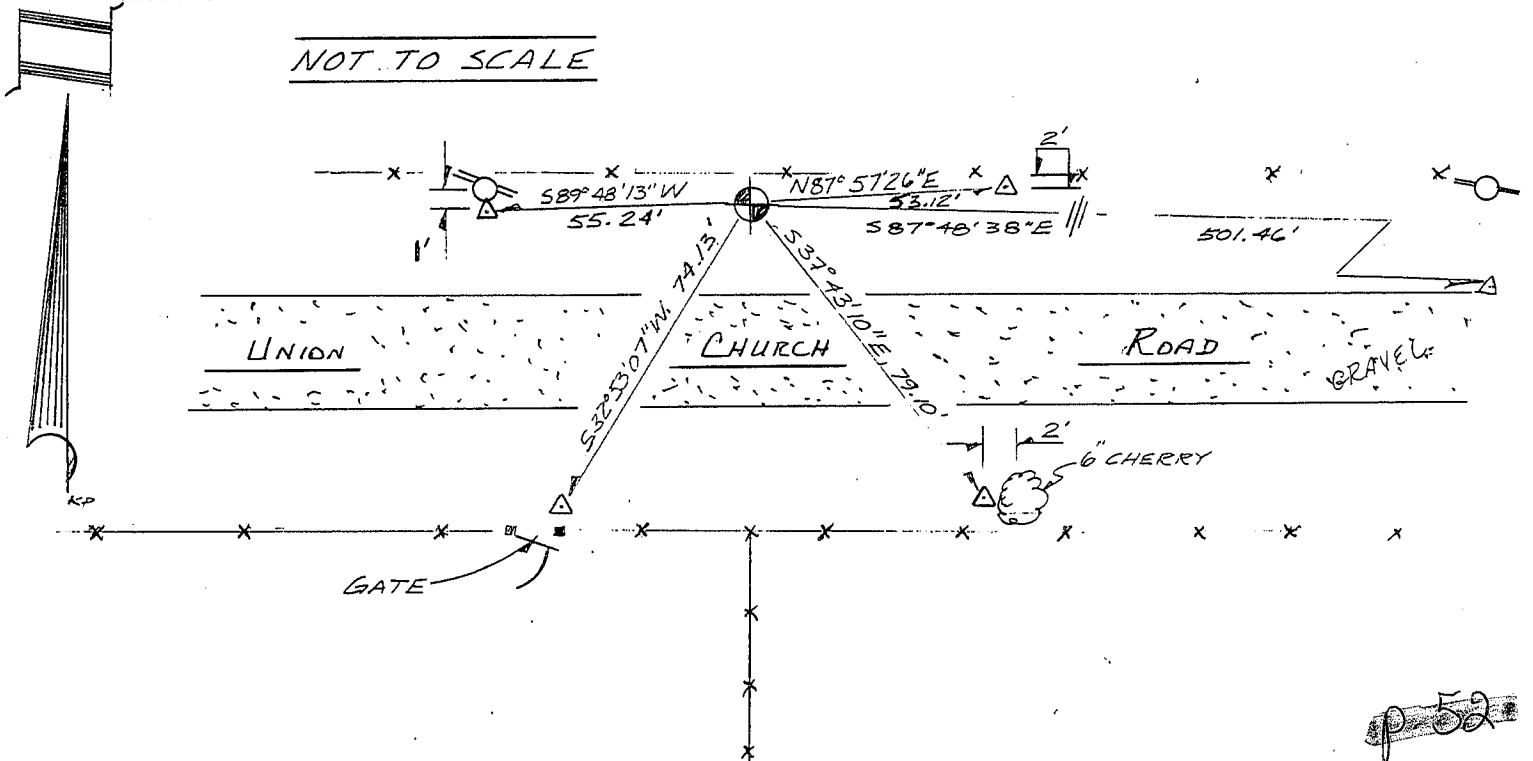 NOT TO SCALE
2'
N87°57'26"E
53.12'
S89°48'13"W
55.24'
1'
S87°48'38"E
501.46'
S32°53'07"W, 74.13'
S37°43'10"E, 79.10'
UNION CHURCH ROAD
GRAVEL
2'
6" CHERRY
KP
GATE
p. 52